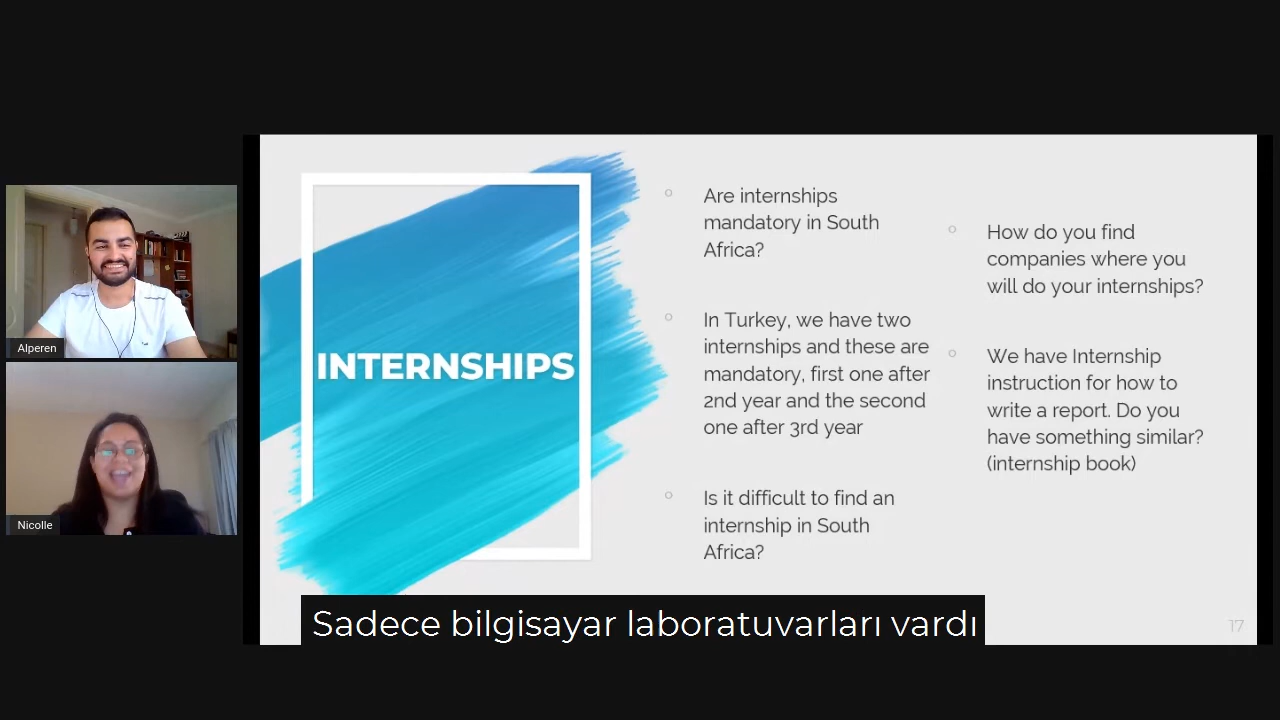 Alperen
Nicolle
INTERNSHIPS
Are internships
mandatory in South
Africa?
In Turkey, we have two
internships and these are
mandatory, first one after
2nd year and the second
one after 3rd year
Is it difficult to find an
internship in South
Africa?
How do you find
companies where you
will do your internships?
We have Internship
instruction for how to
write a report. Do you
have something similar?
(internship book)
17
Sadece bilgisayar laboratuvarları vardı